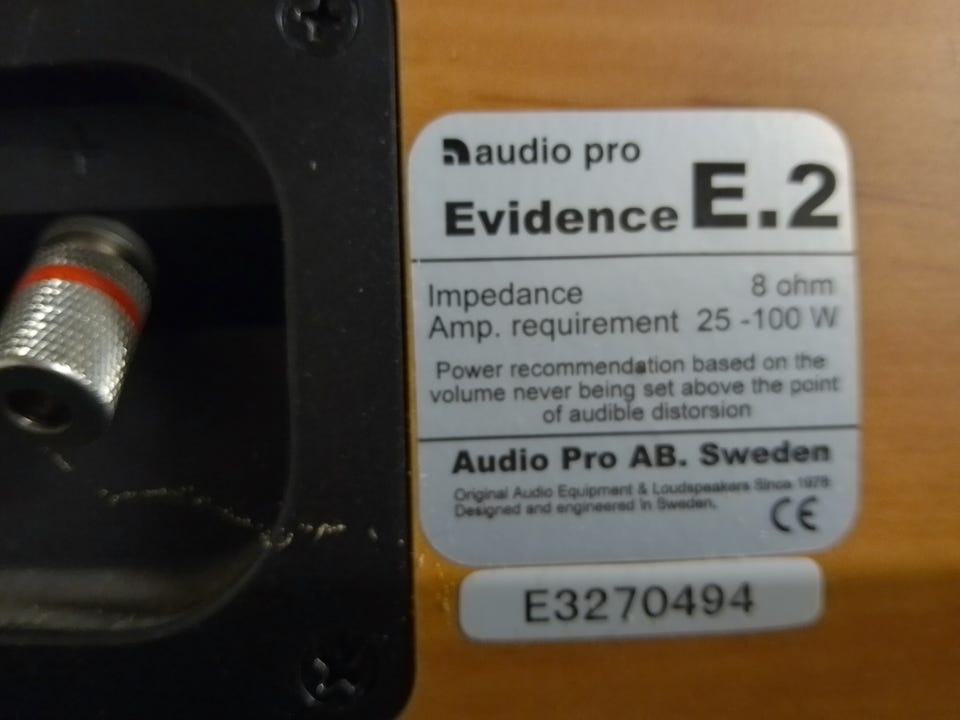 audio pro
Evidence E.2
Impedance 8 ohm
Amp. requirement 25 -100 W
Power recommendation based on the
volume never being set above the point
of audible distorsion
Audio Pro AB. Sweden
Original Audio Equipment & Loudspeakers Since 1978
Designed and engineered in Sweden.
CE
E3270494